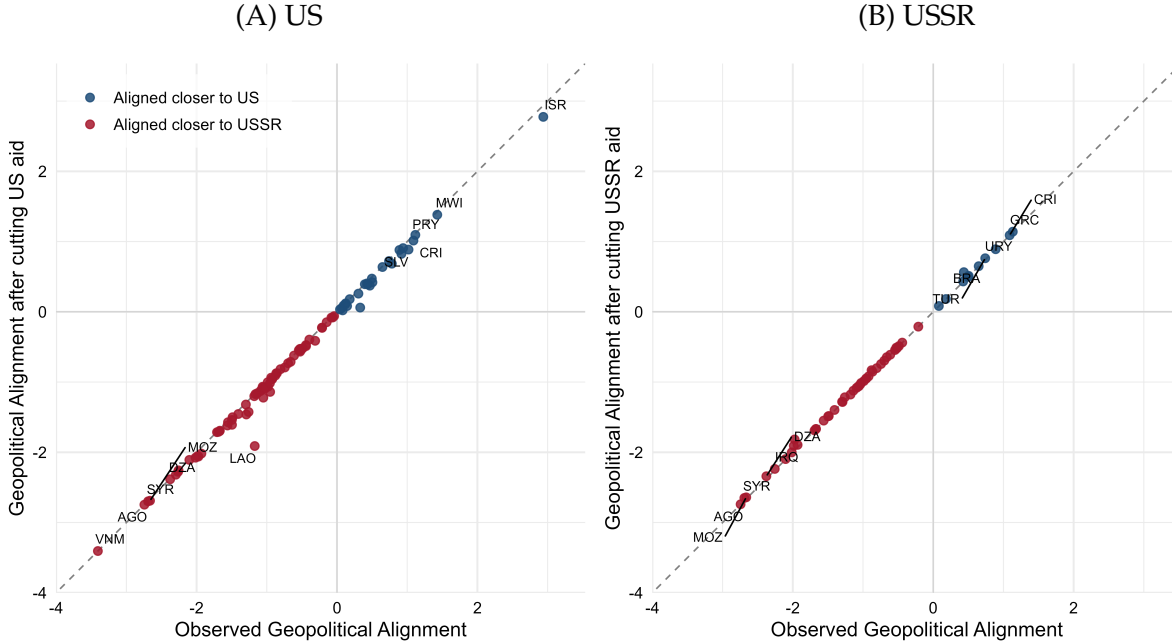 (A) US
Geopolitical Alignment after cutting US aid
Aligned closer to US
Aligned closer to USSR
ISR
MWI
PRY
CRI
SLV
MOZ
LAO
DZA
SYR
AGO
VNM
2
0
-2
-4
-4
-2
0
2
Observed Geopolitical Alignment
(B) USSR
Geopolitical Alignment after cutting USSR aid
CRI
GRC
URY
BRA
TUR
DZA
IRQ
SYR
AGO
MOZ
2
0
-2
-4
-4
-2
0
2
Observed Geopolitical Alignment